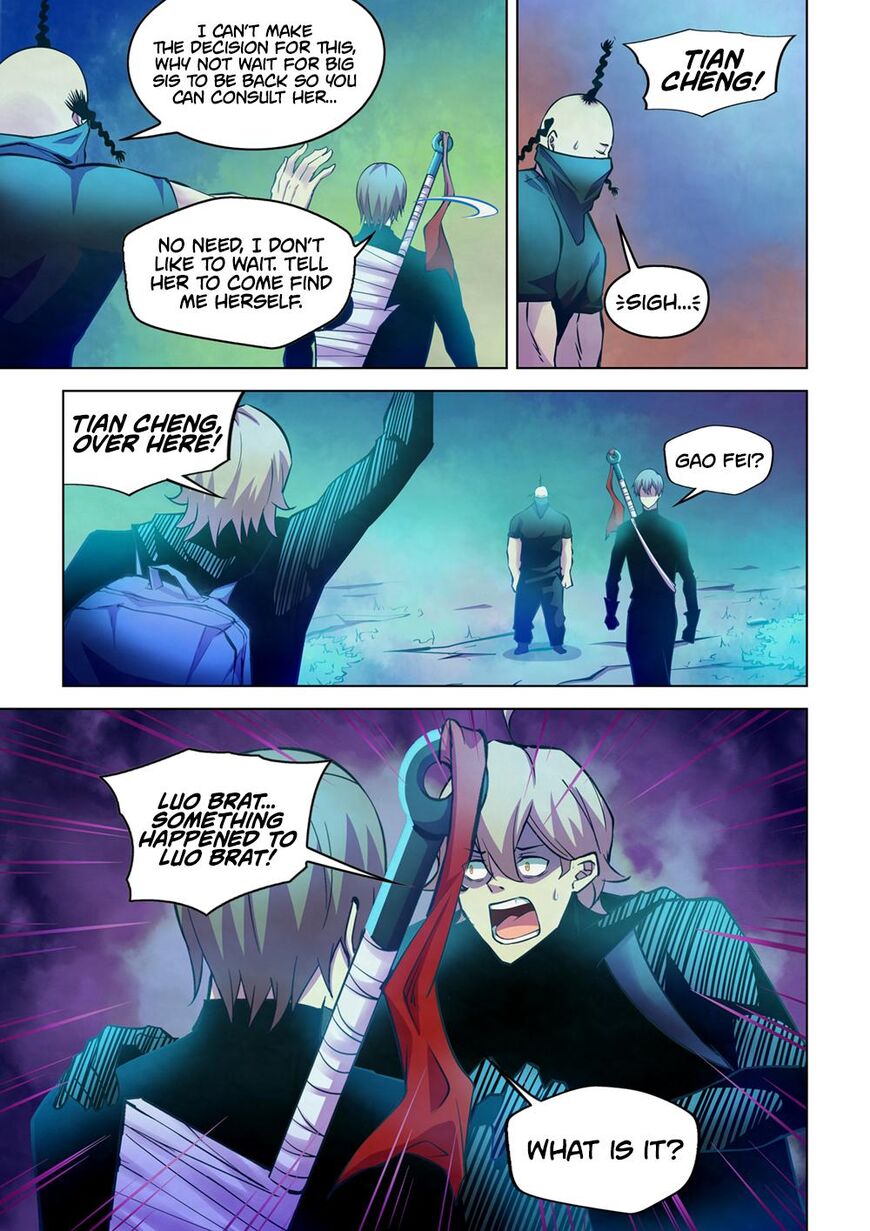 I CAN'T MAKE
THE DECISION FOR THIS,
WHY NOT WAIT FOR BIG
SIS TO BE BACK SO YOU
CAN CONSULT HER...
NO NEED, I DON'T
LIKE TO WAIT. TELL
HER TO COME FIND
ME HERSELF.
TIAN
CHENG!
SIGH...
TIAN CHENG,
OVER HERE!
GAO FEI?
LUO BRAT...
SOMETHING
HAPPENED TO
LUO BRAT!
WHAT IS IT?